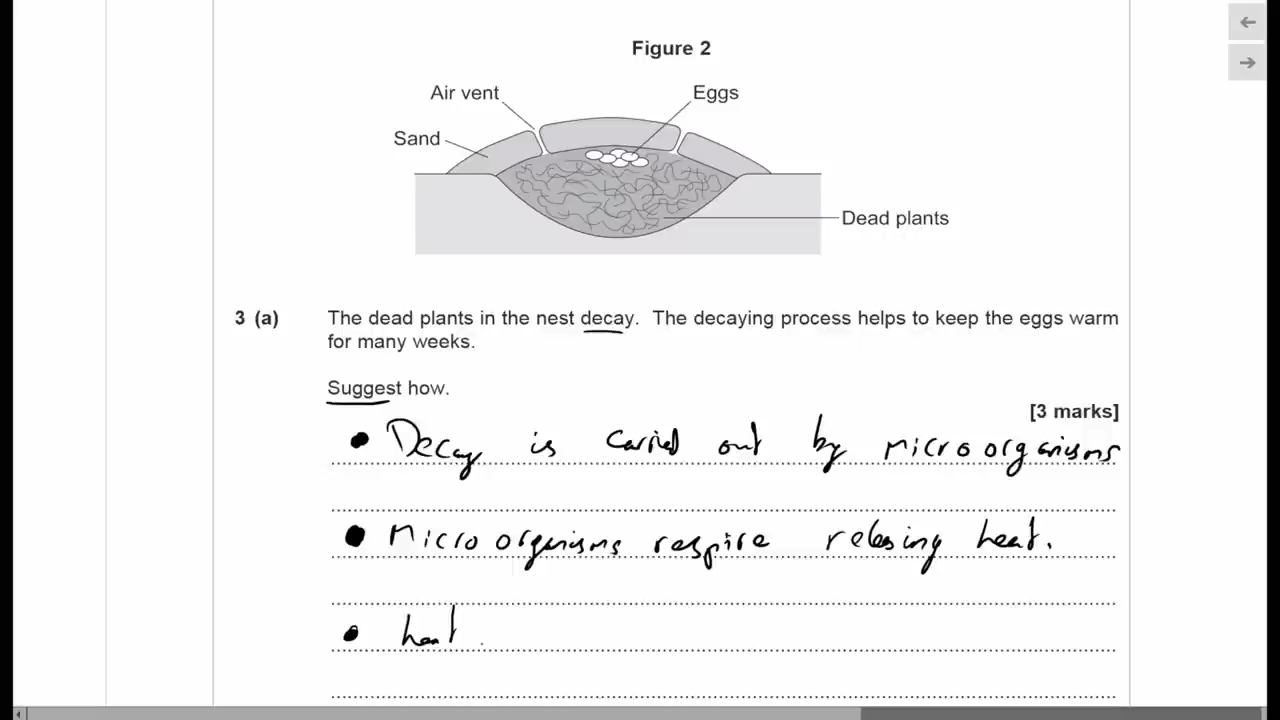 Figure 2
Air vent
Eggs
Sand
Dead plants
3 (a) The dead plants in the nest decay. The decaying process helps to keep the eggs warm
for many weeks.
Suggest how.
[3 marks]
• Decay is carried out by microorganisms
• Microorganisms respire relesing heat.
• heat